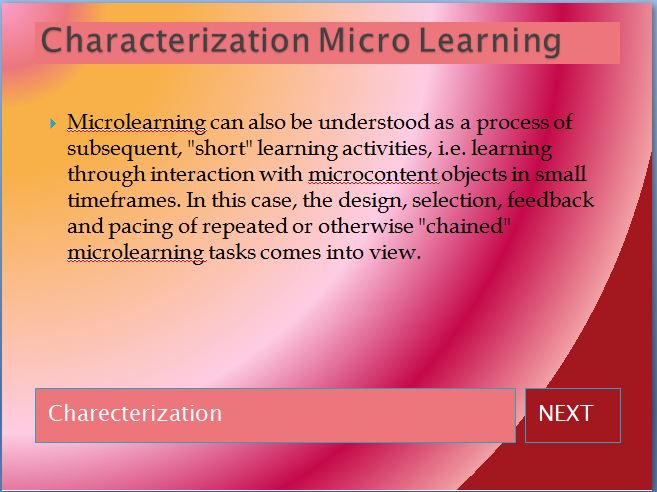 Characterization Micro Learning
Microlearning can also be understood as a process of
subsequent, "short" learning activities, i.e. learning
through interaction with microcontent objects in small
timeframes. In this case, the design, selection, feedback
and pacing of repeated or otherwise "chained"
microlearning tasks comes into view.
Charecterization
NEXT